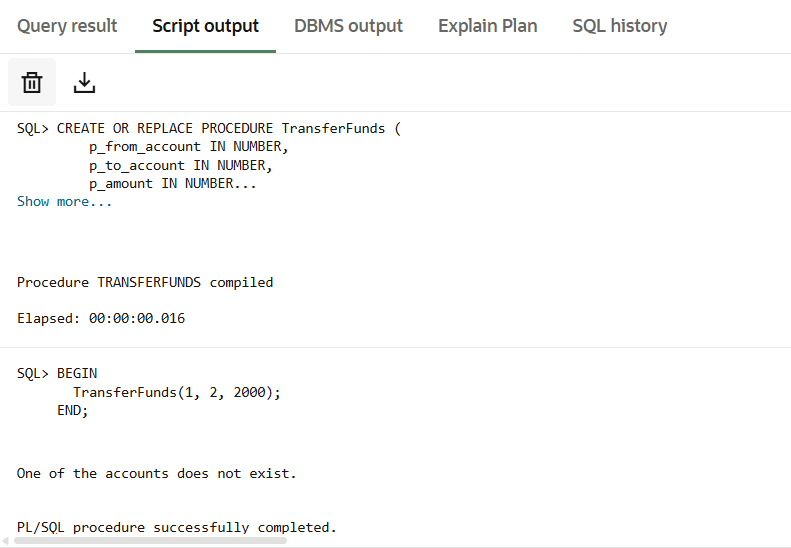 Query result Script output DBMS output Explain Plan SQL history
SQL> CREATE OR REPLACE PROCEDURE TransferFunds (
p_from_account IN NUMBER,
p_to_account IN NUMBER,
p_amount IN NUMBER...
Show more...
Procedure TRANSFERFUNDS compiled
Elapsed: 00:00:00.016
SQL> BEGIN
TransferFunds(1, 2, 2000);
END;
One of the accounts does not exist.
PL/SQL procedure successfully completed.